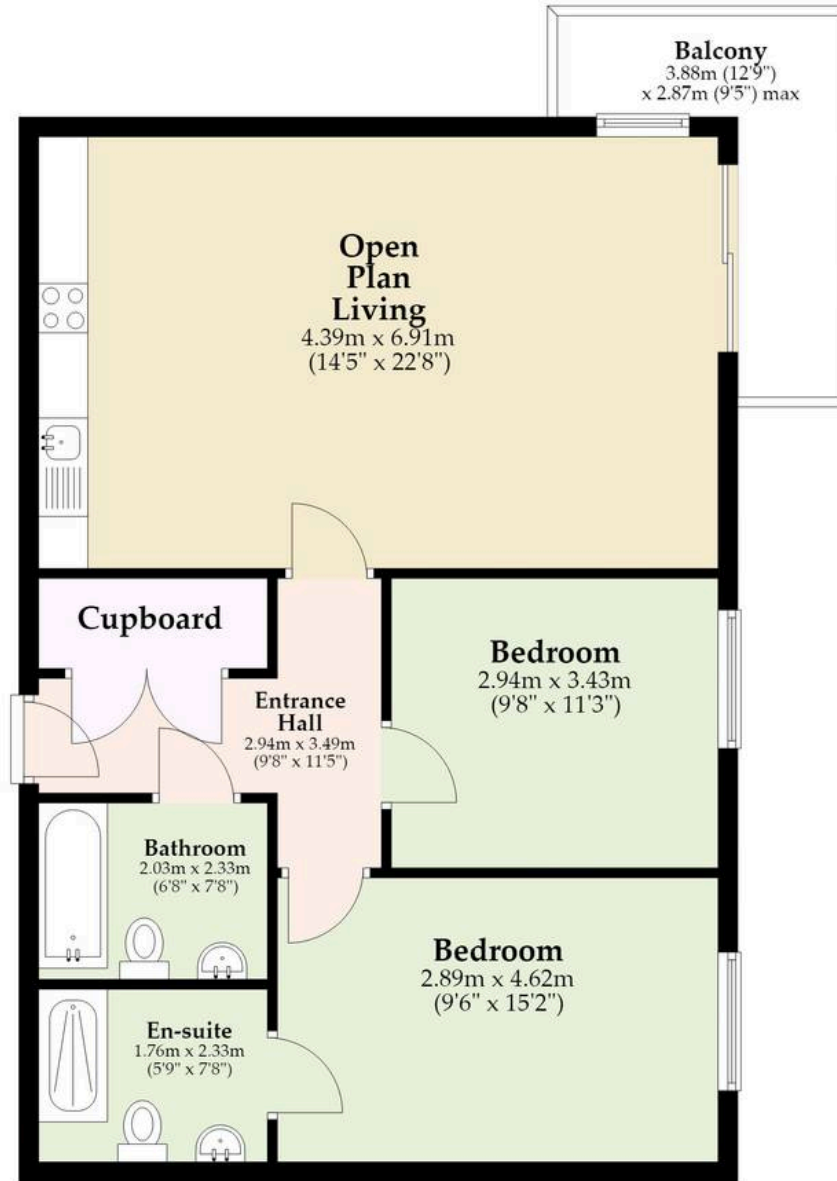 Balcony
3.88m (12'9")
x 2.87m (9'5") max
Open
Plan
Living
4.39m x 6.91m
(14'5" x 22'8")
Cupboard
Bedroom
2.94m x 3.43m
(9'8" x 11'3")
Entrance
Hall
2.94m x 3.49m
(9'8" x 11'5")
Bathroom
2.03m x 2.33m
(6'8" x 7'8")
Bedroom
2.89m x 4.62m
(9'6" x 15'2")
En-suite
1.76m x 2.33m
(5'9" x 7'8")